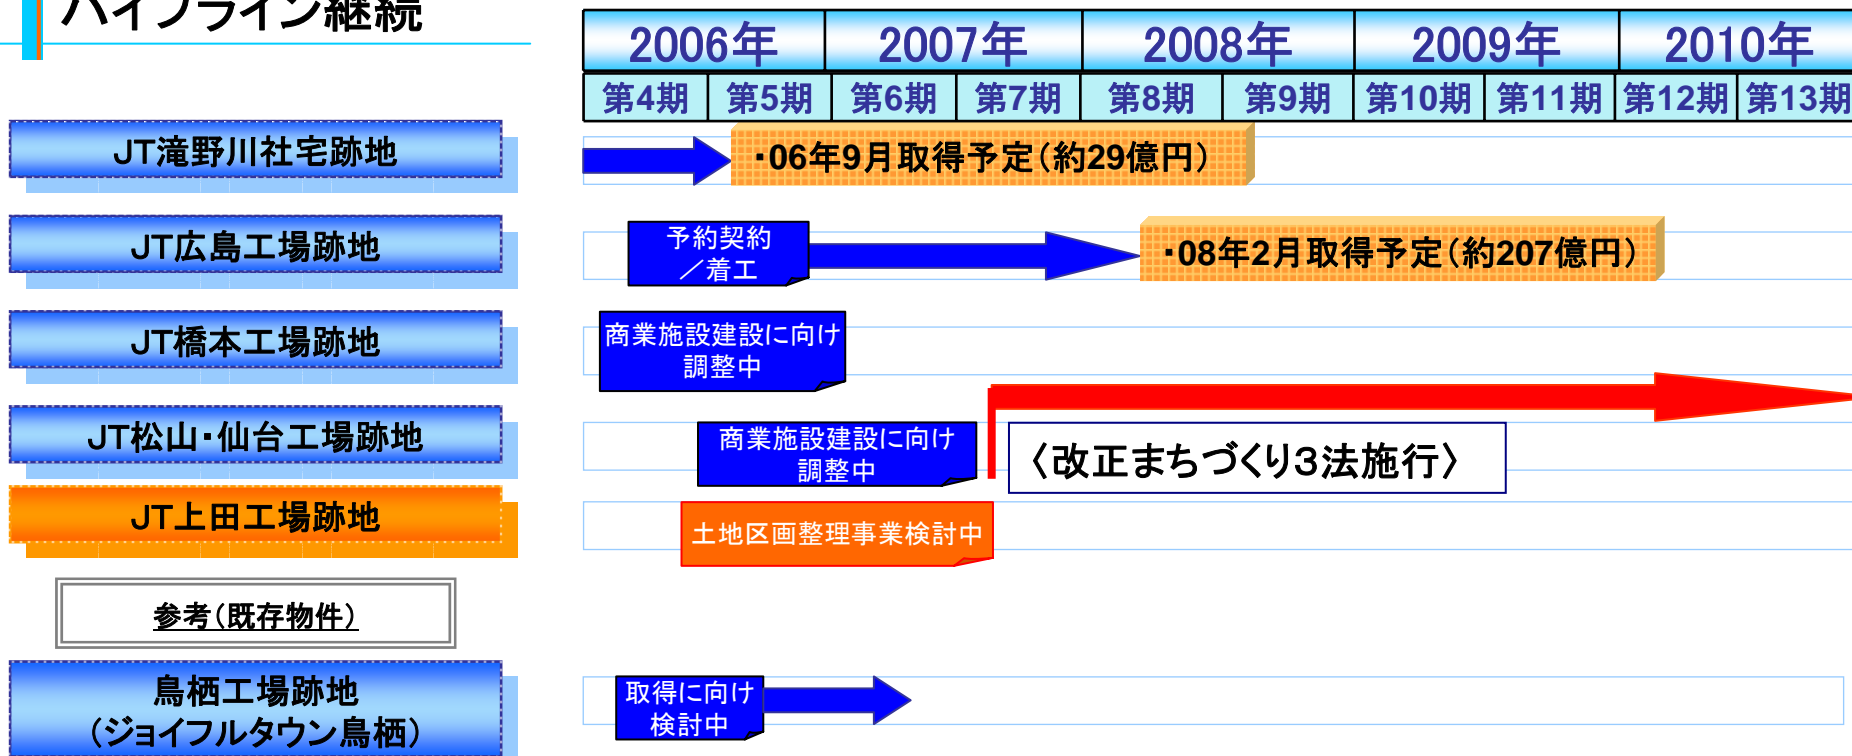 パイプライン継続
2006年 2007年 2008年 2009年 2010年
第4期 第5期 第6期 第7期 第8期 第9期 第10期 第11期 第12期 第13期
JT滝野川社宅跡地
･06年9月取得予定(約29億円)
JT広島工場跡地
予約契約
／着工
･08年2月取得予定(約207億円)
JT橋本工場跡地
商業施設建設に向け
調整中
JT松山･仙台工場跡地
商業施設建設に向け
調整中
〈改正まちづくり3法施行〉
JT上田工場跡地
土地区画整理事業検討中
参考(既存物件)
鳥栖工場跡地
(ジョイフルタウン鳥栖)
取得に向け
検討中